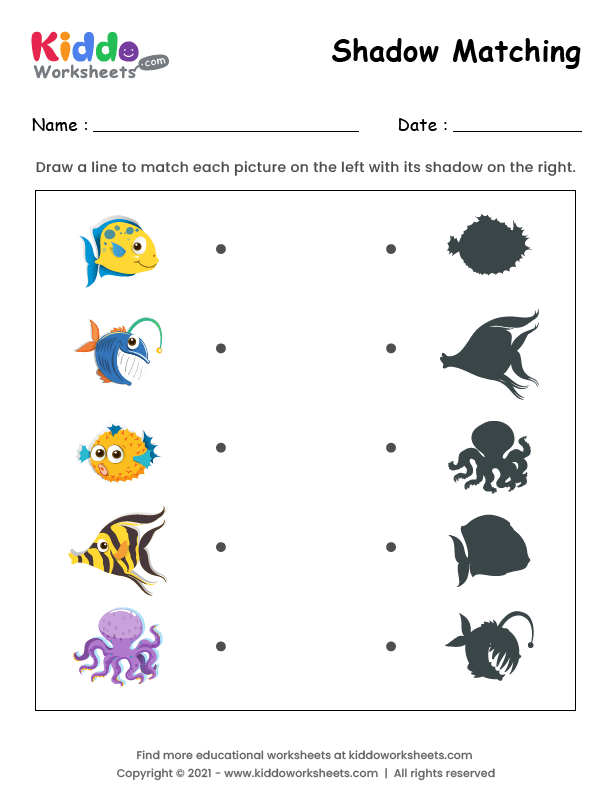 Kiddo
Worksheets.com
Shadow Matching
Name :
Date :
Draw a line to match each picture on the left with its shadow on the right.
Find more educational worksheets at kiddoworksheets.com
Copyright © 2021 - www.kiddoworksheets.com | All rights reserved